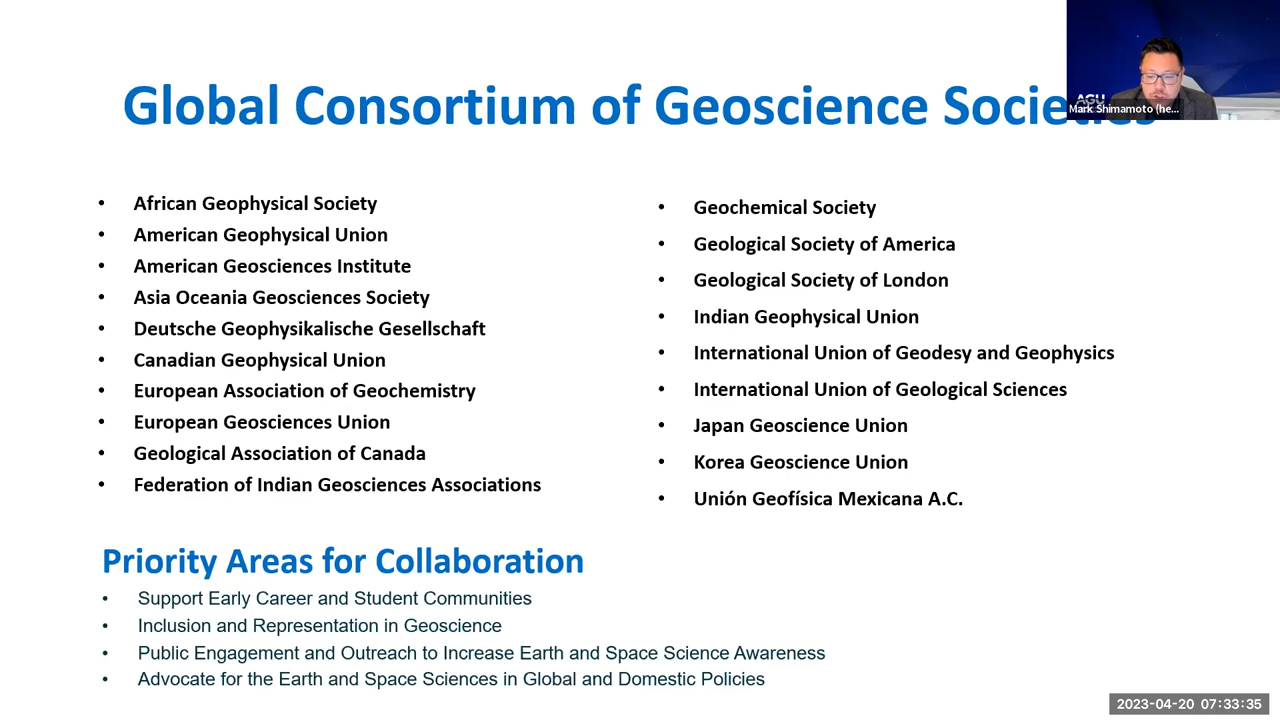 Global Consortium of Geoscience Societies
AGU
Mark Shimamoto (he...
• African Geophysical Society
• American Geophysical Union
• American Geosciences Institute
• Asia Oceania Geosciences Society
• Deutsche Geophysikalische Gesellschaft
• Canadian Geophysical Union
• European Association of Geochemistry
• European Geosciences Union
• Geological Association of Canada
• Federation of Indian Geosciences Associations
• Geochemical Society
• Geological Society of America
• Geological Society of London
• Indian Geophysical Union
• International Union of Geodesy and Geophysics
• International Union of Geological Sciences
• Japan Geoscience Union
• Korea Geoscience Union
• Unión Geofísica Mexicana A.C.
Priority Areas for Collaboration
• Support Early Career and Student Communities
• Inclusion and Representation in Geoscience
• Public Engagement and Outreach to Increase Earth and Space Science Awareness
• Advocate for the Earth and Space Sciences in Global and Domestic Policies
2023-04-20 07:33:35